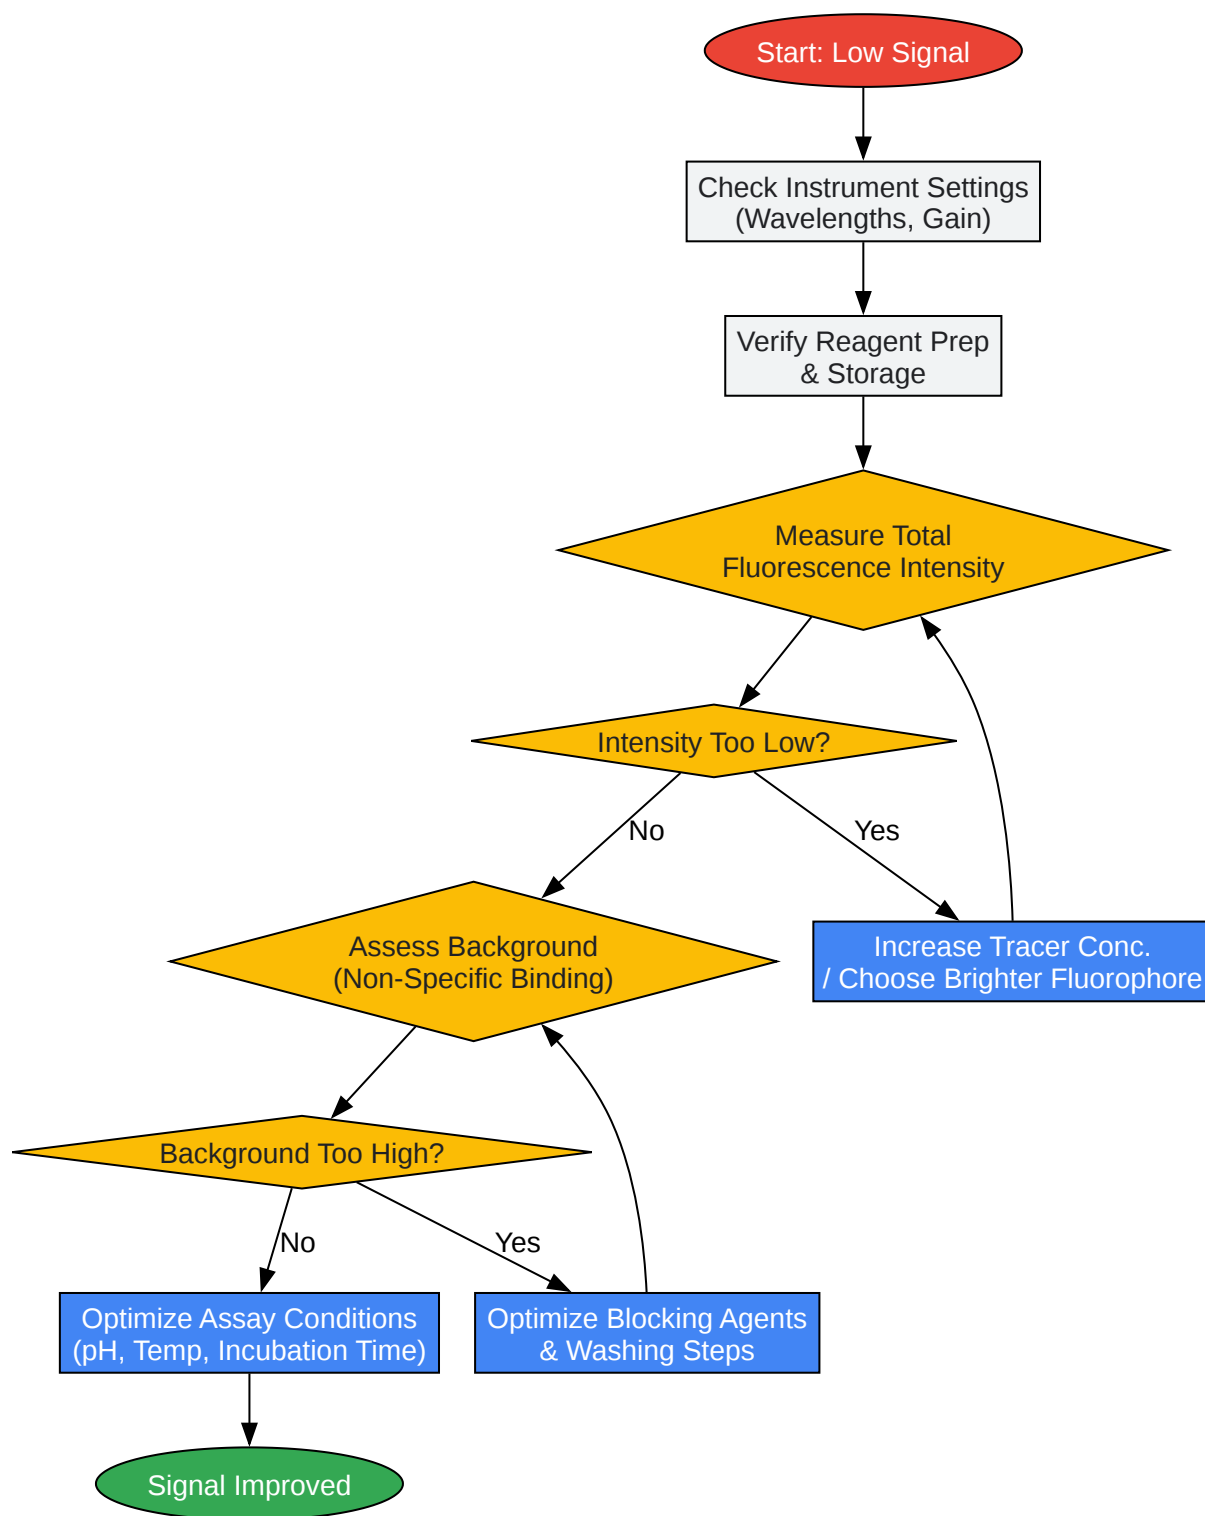 Start: Low Signal
Check Instrument Settings
(Wavelengths, Gain)
Verify Reagent Prep
& Storage
Measure Total
Fluorescence Intensity
Intensity Too Low?
No
Yes
Assess Background
(Non-Specific Binding)
Increase Tracer Conc.
/ Choose Brighter Fluorophore
Background Too High?
No
Yes
Optimize Assay Conditions
(pH, Temp, Incubation Time)
Optimize Blocking Agents
& Washing Steps
Signal Improved